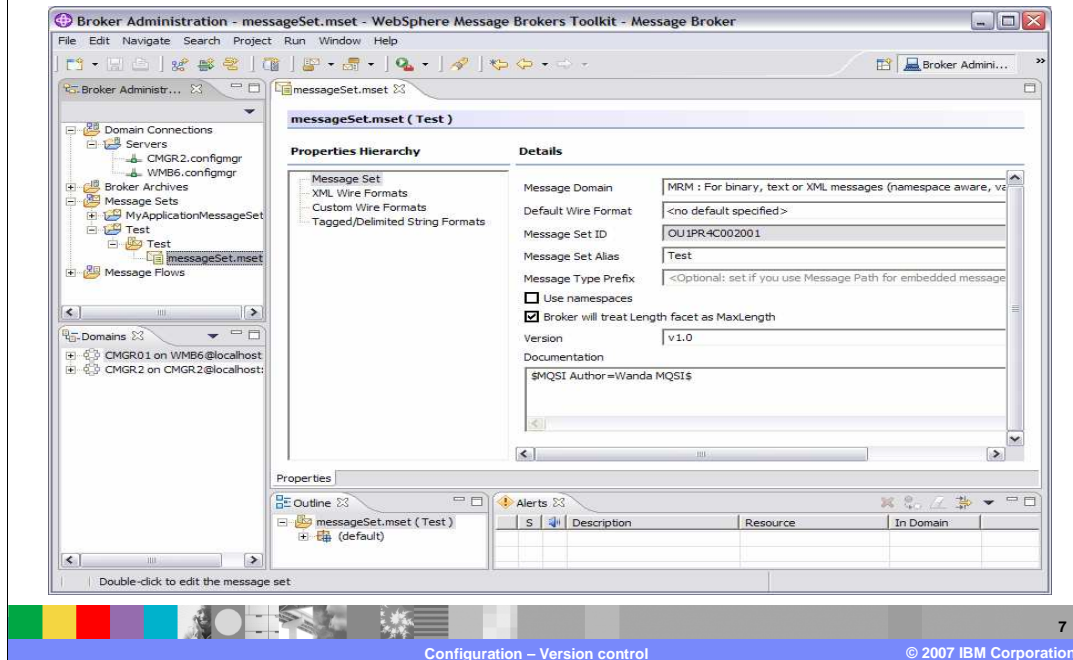 Broker Administration - messageSet.mset - WebSphere Message Brokers Toolkit - Message Broker
File Edit Navigate Search Project Run Window Help
Broker Admini... »
Broker Administr...
Domain Connections
Servers
CMGR2.configmgr
WMB6.configmgr
Broker Archives
Message Sets
MyApplicationMessageSet
Test
Test
messageSet.mset
Message Flows
Domains
CMGR01 on WMB6@localhost
CMGR2 on CMGR2@localhost:
messageSet.mset
messageSet.mset ( Test )
Properties Hierarchy
Message Set
XML Wire Formats
Custom Wire Formats
Tagged/Delimited String Formats
Details
Message Domain MRM : For binary, text or XML messages (namespace aware, va
Default Wire Format <no default specified>
Message Set ID OU1PR4C002001
Message Set Alias Test
Message Type Prefix <Optional: set if you use Message Path for embedded message
Use namespaces
Broker will treat Length facet as MaxLength
Version v1.0
Documentation
$MQSI Author=Wanda MQSI$
Properties
Outline
messageSet.mset ( Test )
(default)
Alerts
S Description Resource In Domain
Double-click to edit the message set
7
Configuration – Version control © 2007 IBM Corporation